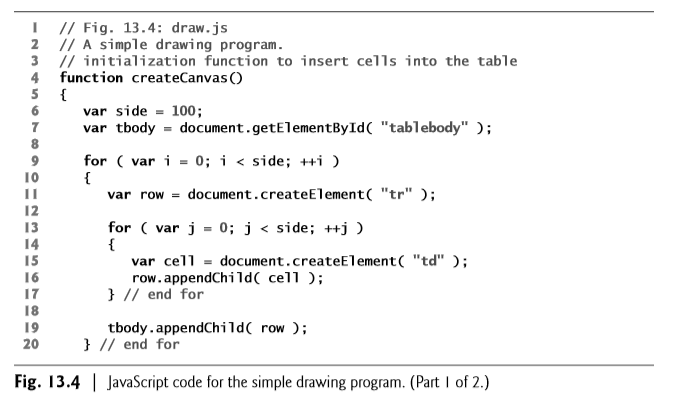 1 // Fig. 13.4: draw.js
2 // A simple drawing program.
3 // initialization function to insert cells into the table
4 function createCanvas()
5 {
6    var side = 100;
7    var tbody = document.getElementById( "tablebody" );
8
9    for ( var i = 0; i < side; ++i )
10    {
11       var row = document.createElement( "tr" );
12
13       for ( var j = 0; j < side; ++j )
14       {
15          var cell = document.createElement( "td" );
16          row.appendChild( cell );
17       } // end for
18
19       tbody.appendChild( row );
20    } // end for
Fig. 13.4 | JavaScript code for the simple drawing program. (Part 1 of 2.)